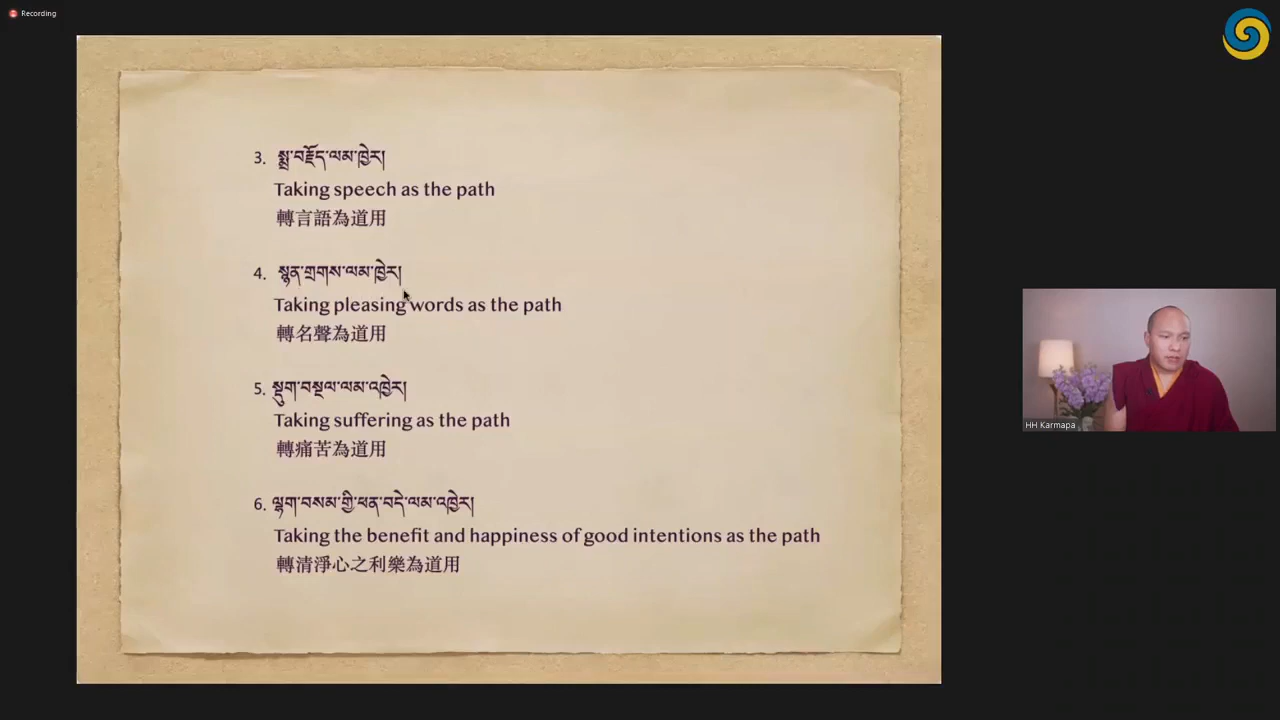 Recording
3. སྨྲ་བརྗོད་ལམ་ཁྱེར།
Taking speech as the path
轉言語為道用
4. སྙན་གྲགས་ལམ་ཁྱེར།
Taking pleasing words as the path
轉名聲為道用
5. སྡུག་བསྔལ་ལམ་འཁྱེར།
Taking suffering as the path
轉痛苦為道用
6. ལྷག་བསམ་གྱི་ཕན་བདེ་ལམ་འཁྱེར།
Taking the benefit and happiness of good intentions as the path
轉清淨心之利樂為道用
HH Karmapa